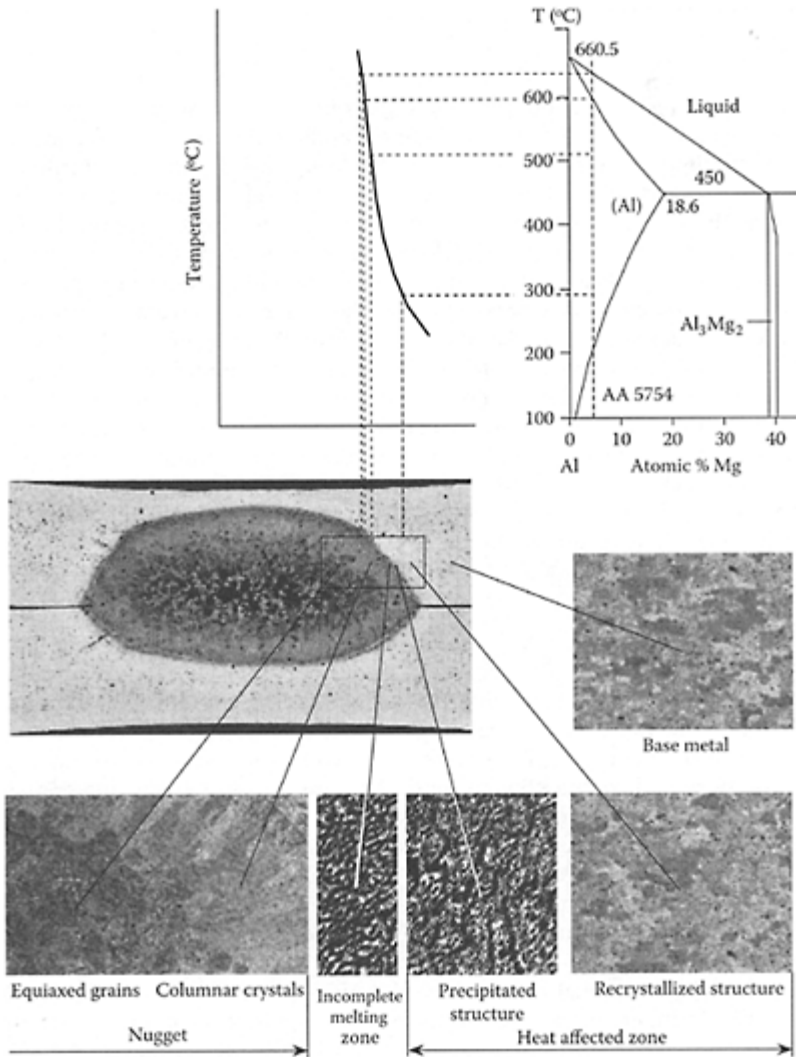 T (ºC)
660.5
600
Liquid
500
450
(Al)
18.6
400
300
Al3Mg2
200
AA 5754
100
0 10 20 30 40
Al Atomic % Mg
Temperature (ºC)
Base metal
Equiaxed grains
Columnar crystals
Incomplete
melting
zone
Precipitated
structure
Recrystallized structure
Nugget
Heat affected zone